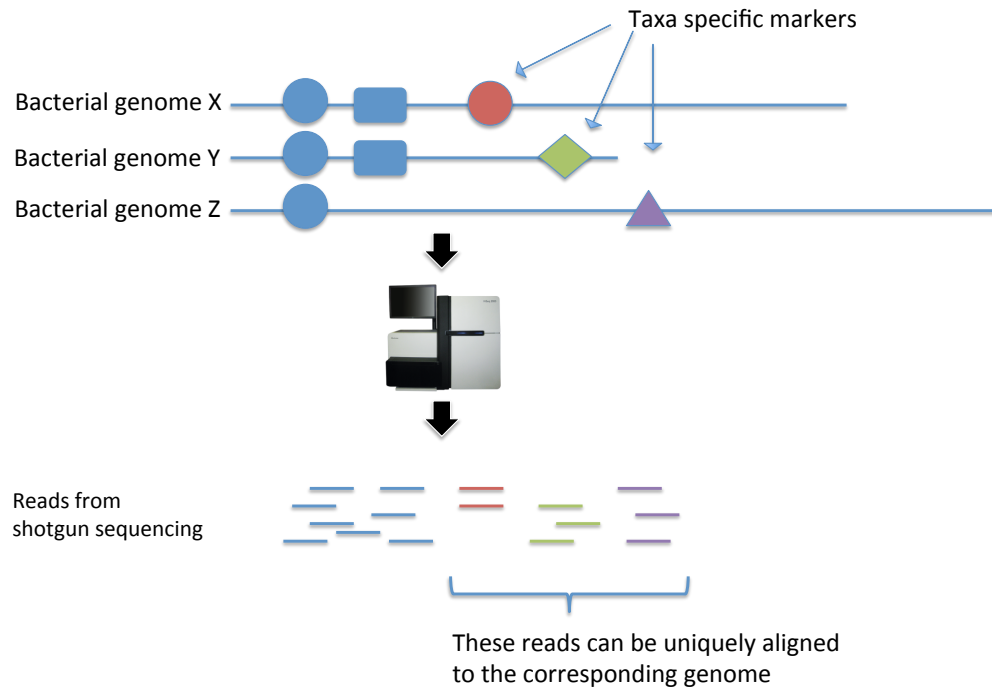 Taxa specific markers
Bacterial genome X
Bacterial genome Y
Bacterial genome Z
Reads from
shotgun sequencing
These reads can be uniquely aligned
to the corresponding genome